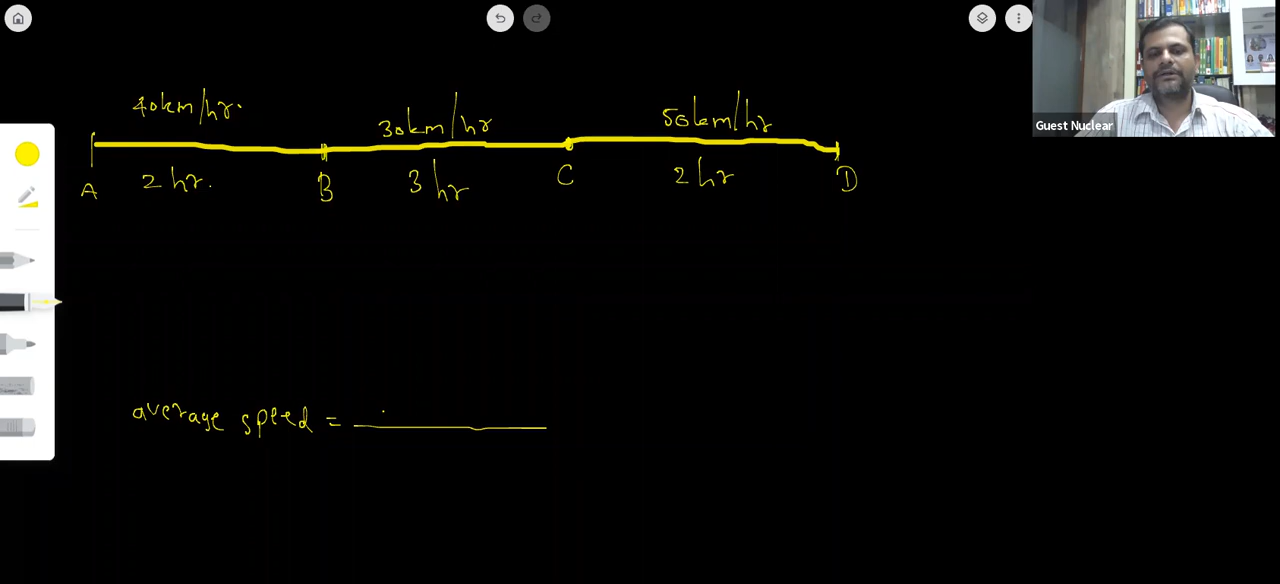 40km/hr.
30km/hr
50km/hr
A
2 hr.
B
3 hr
C
2 hr
D
average speed =
Guest Nuclear